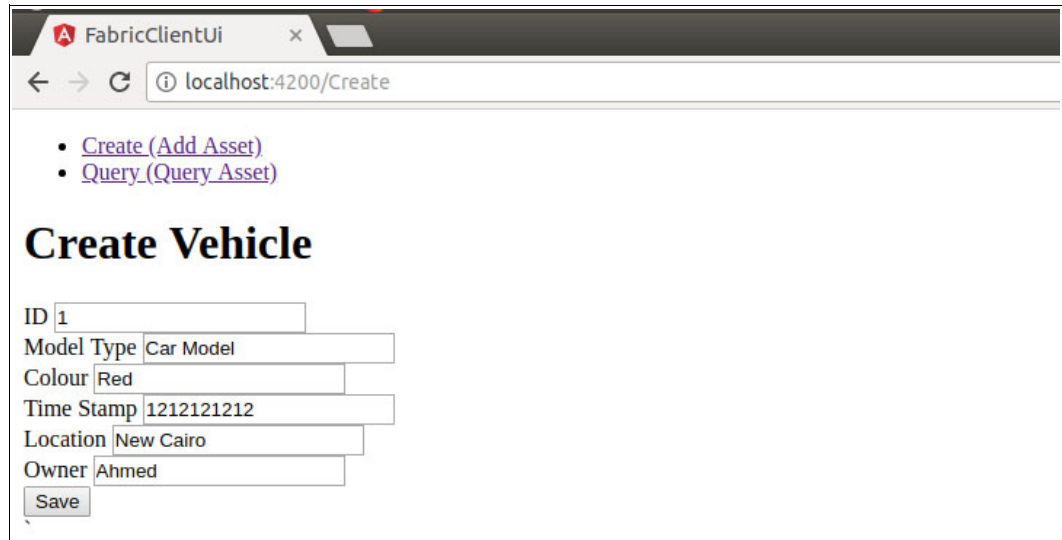 FabricClientUi ×
localhost:4200/Create
Create (Add Asset)
Query (Query Asset)
Create Vehicle
ID 1
Model Type Car Model
Colour Red
Time Stamp 1212121212
Location New Cairo
Owner Ahmed
Save
`